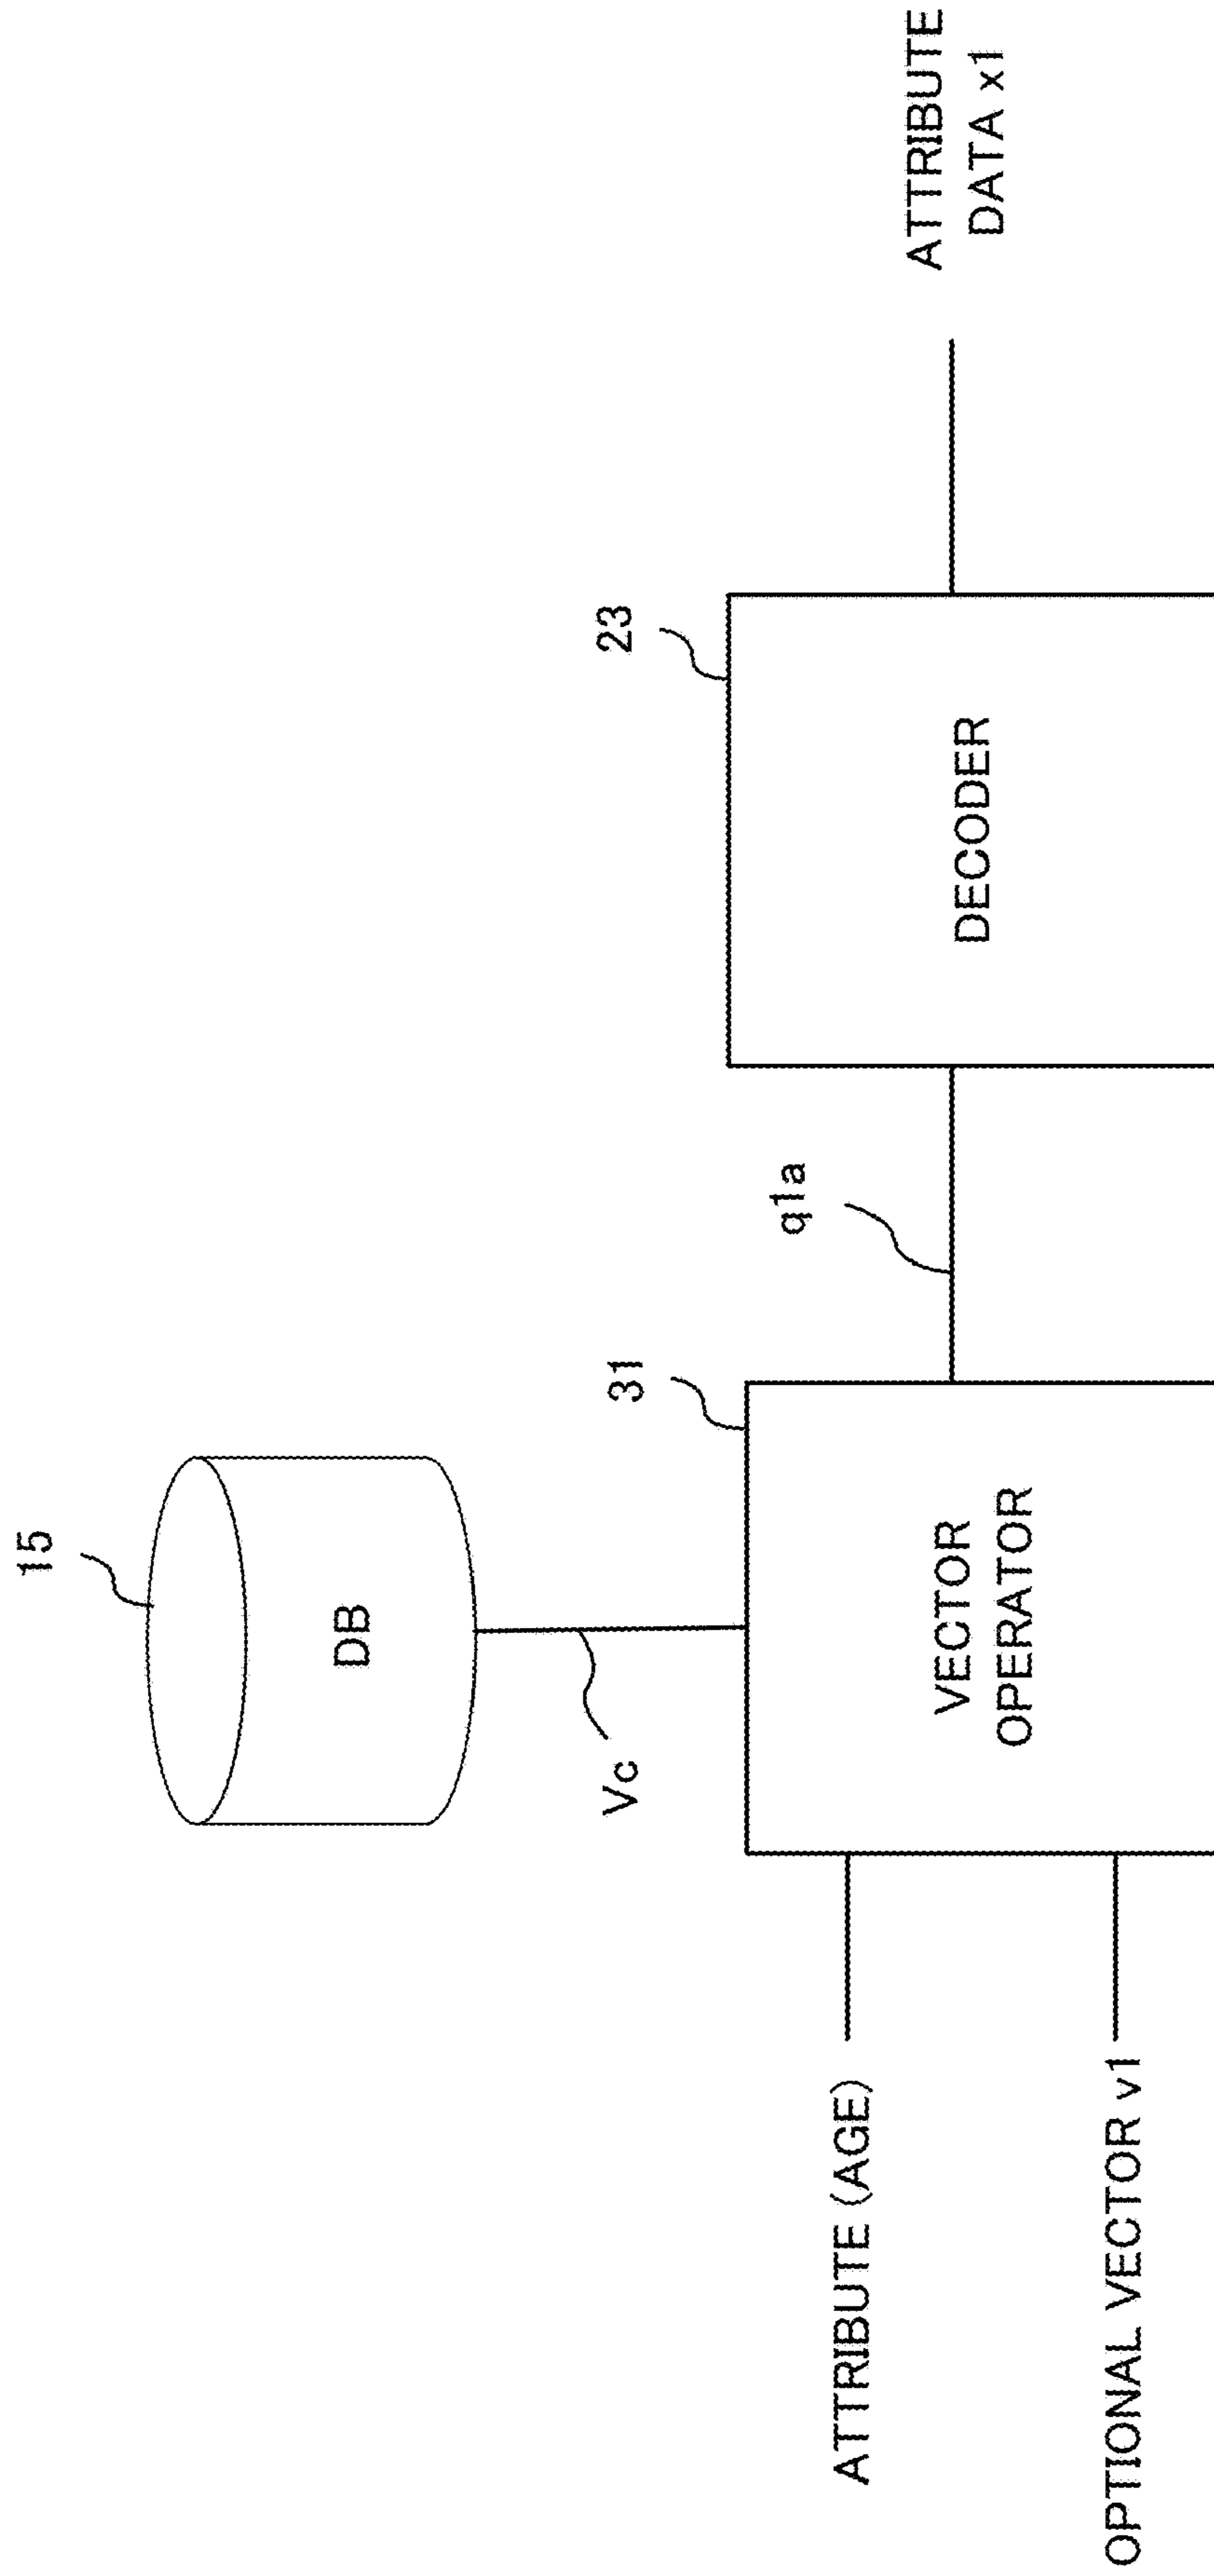 15
DB
Vc
31
23
q1a
ATTRIBUTE (AGE)
OPTIONAL VECTOR v1
VECTOR
OPERATOR
DECODER
ATTRIBUTE
DATA x1